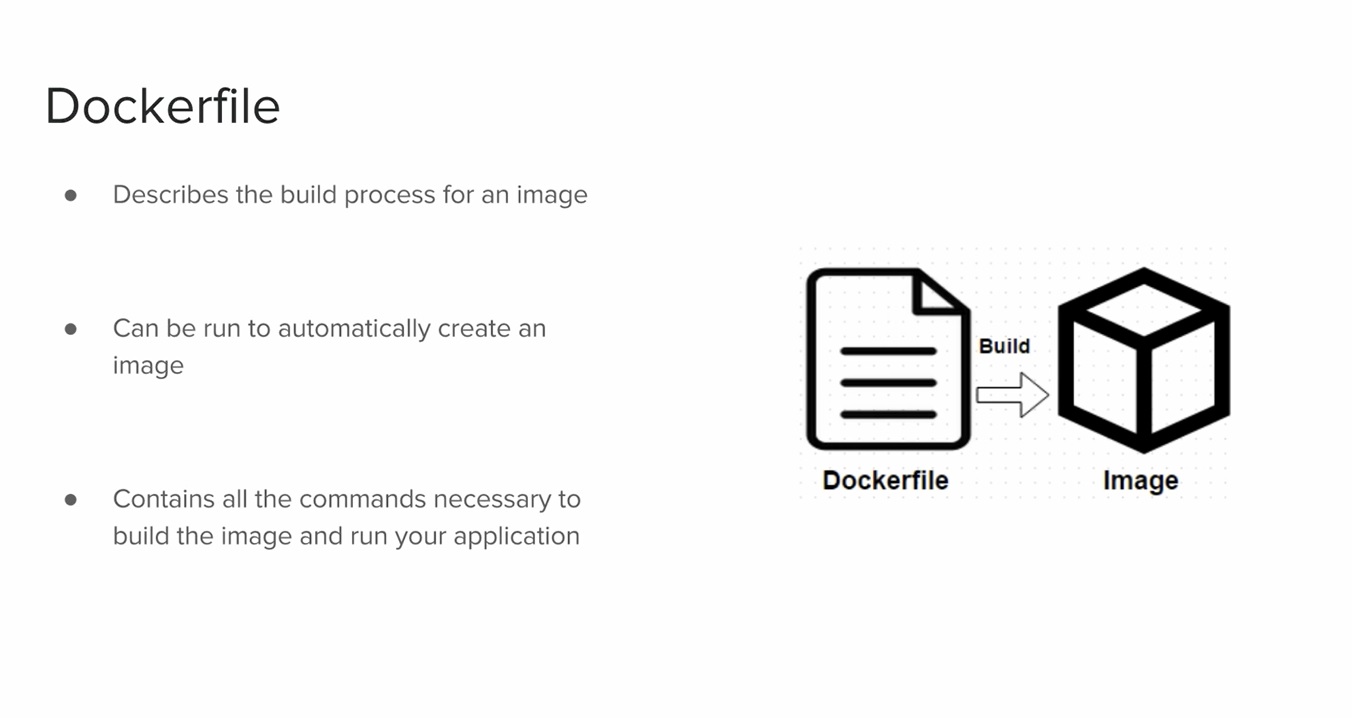 Dockerfile
● Describes the build process for an image
● Can be run to automatically create an
image
● Contains all the commands necessary to
build the image and run your application
Build
Dockerfile
Image